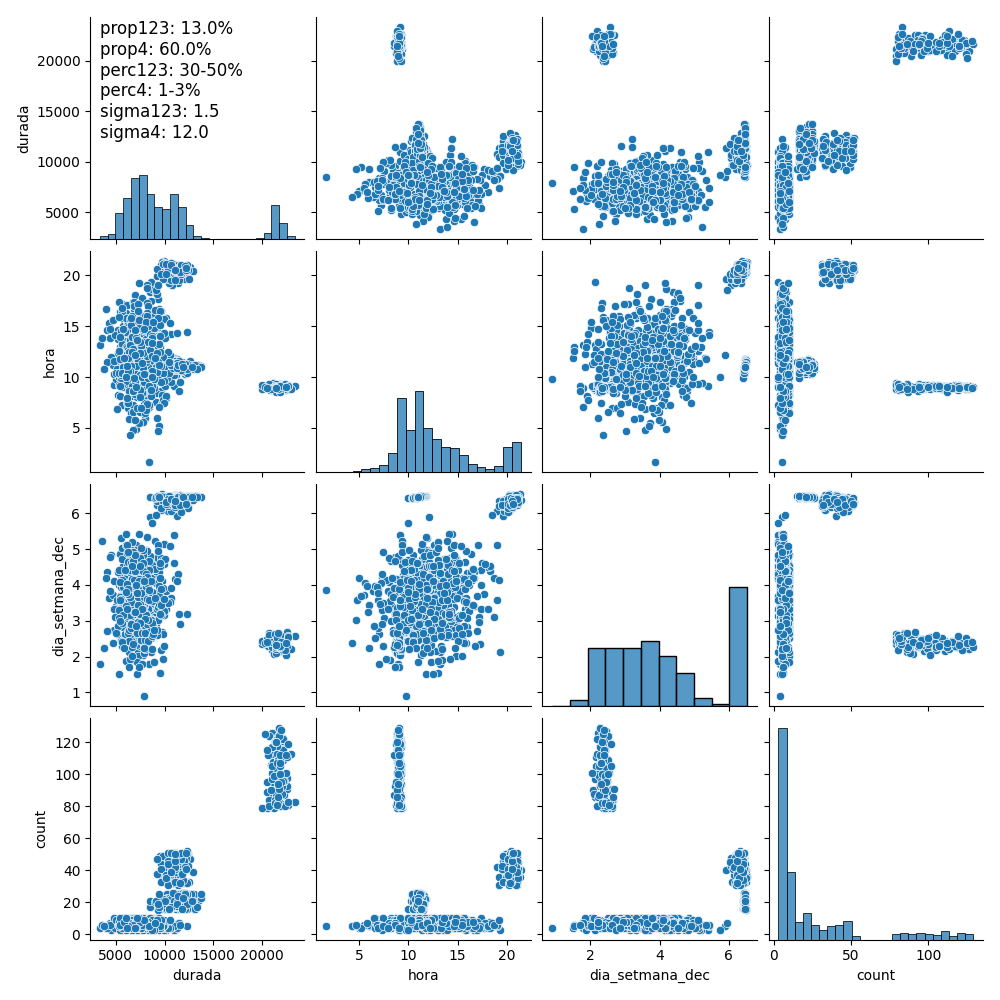 prop123: 13.0%
prop4: 60.0%
perc123: 30-50%
perc4: 1-3%
sigma123: 1.5
sigma4: 12.0
20000
15000
10000
5000
durada
20
15
10
5
hora
6
5
4
3
2
1
dia_setmana_dec
120
100
80
60
40
20
0
count
5000 10000 15000 20000
5 10 15 20
2 4 6
0 50 100
durada
hora
dia_setmana_dec
count